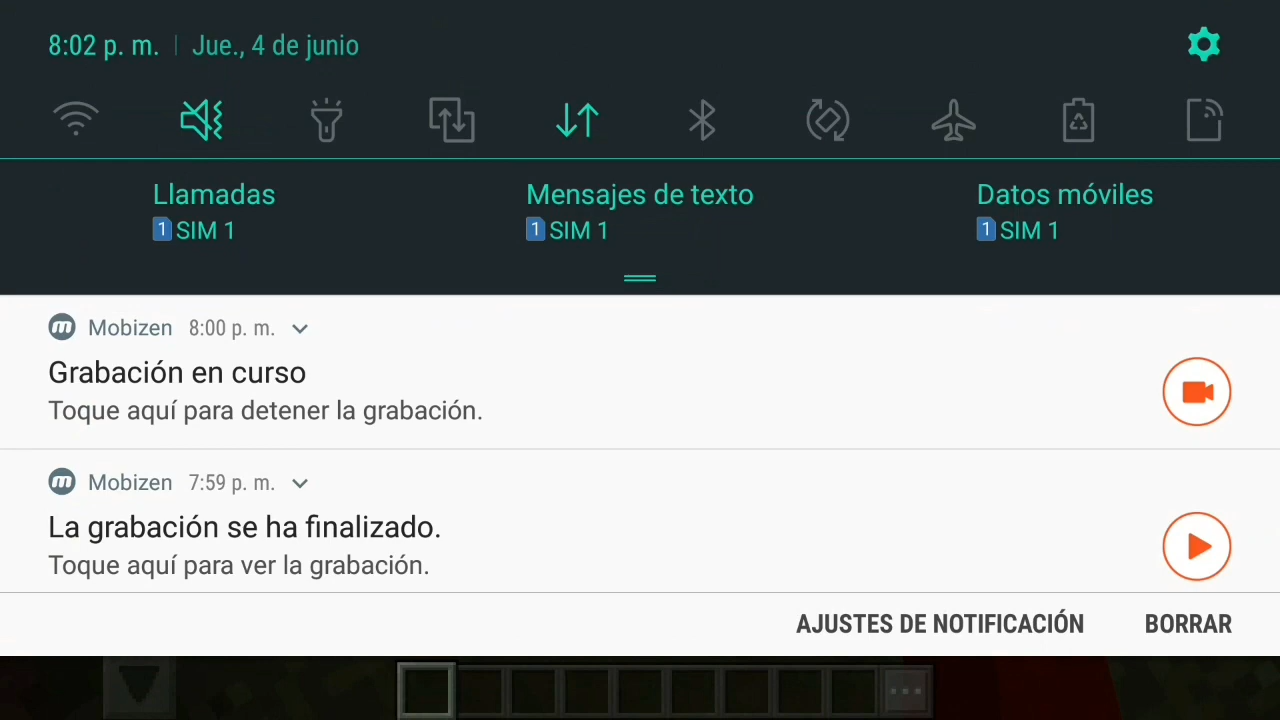 8:02 p. m. | Jue., 4 de junio
Llamadas
1 SIM 1
Mensajes de texto
1 SIM 1
Datos móviles
1 SIM 1
m Mobizen 8:00 p. m.
Grabación en curso
Toque aquí para detener la grabación.
m Mobizen 7:59 p. m.
La grabación se ha finalizado.
Toque aquí para ver la grabación.
AJUSTES DE NOTIFICACIÓN BORRAR